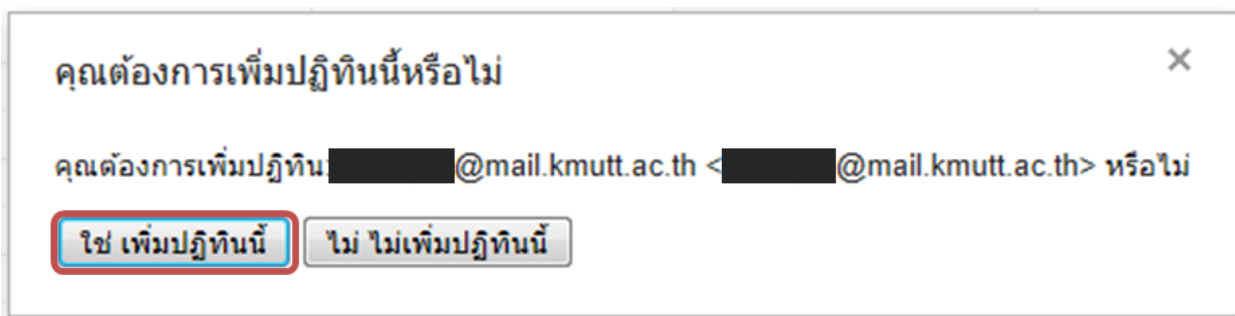 คุณต้องการเพิ่มปฏิทินนี้หรือไม่ ×
คุณต้องการเพิ่มปฏิทิน: @mail.kmutt.ac.th < @mail.kmutt.ac.th> หรือไม่
ใช่ เพิ่มปฏิทินนี้ ไม่ ไม่เพิ่มปฏิทินนี้